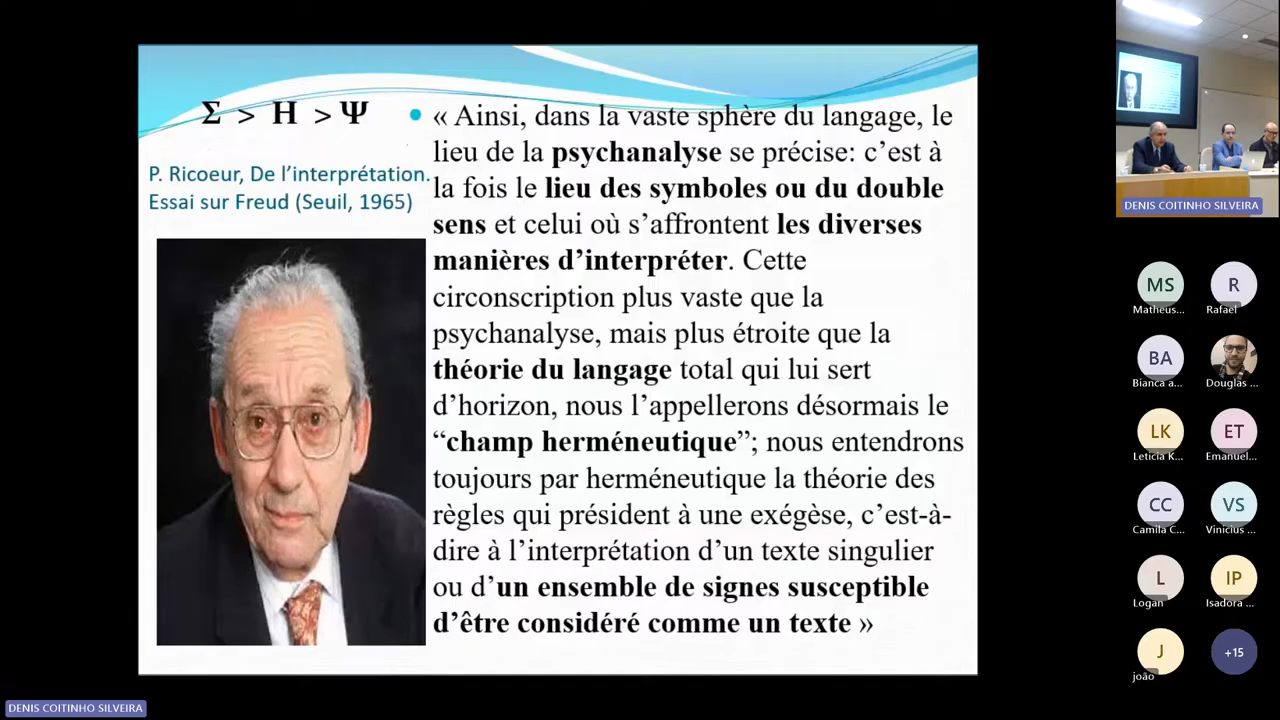 Σ > H > Ψ
P. Ricoeur, De l’interprétation.
Essai sur Freud (Seuil, 1965)
• « Ainsi, dans la vaste sphère du langage, le
lieu de la psychanalyse se précise: c’est à
la fois le lieu des symboles ou du double
sens et celui où s’affrontent les diverses
manières d’interpréter. Cette
circonscription plus vaste que la
psychanalyse, mais plus étroite que la
théorie du langage total qui lui sert
d’horizon, nous l’appellerons désormais le
“champ herméneutique”; nous entendrons
toujours par herméneutique la théorie des
règles qui président à une exégèse, c’est-à-
dire à l’interprétation d’un texte singulier
ou d’un ensemble de signes susceptible
d’être considéré comme un texte »
DENIS COITINHO SILVEIRA
MS R
Matheus... Rafael
BA
Bianca a... Douglas ...
LK ET
Leticia K... Emanuel...
CC VS
Camila C... Vinicius ...
L IP
Logan Isadora ...
J +15
joão
DENIS COITINHO SILVEIRA